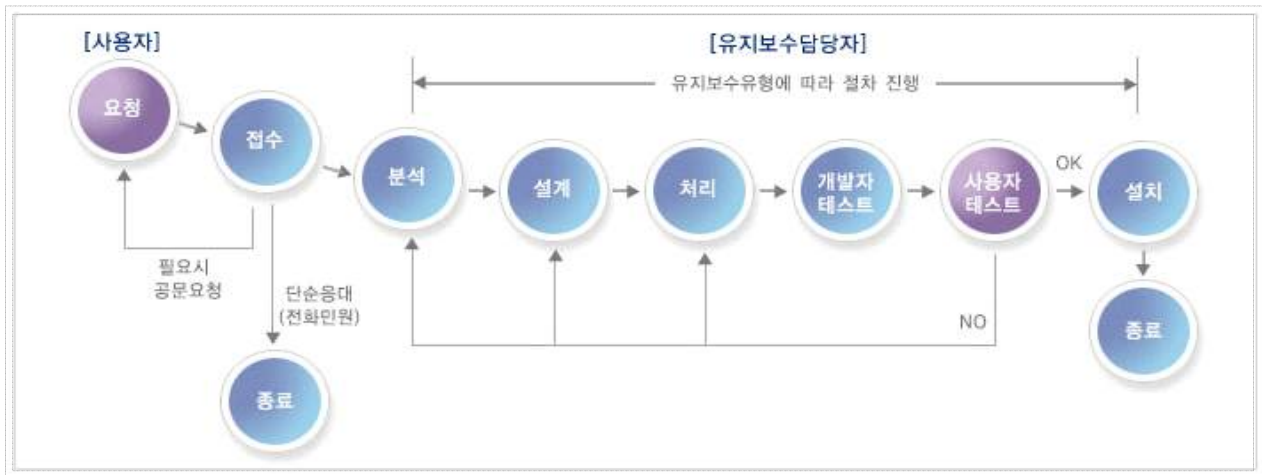 [사용자]
[유지보수담당자]
유지보수유형에 따라 절차 진행
요청
접수
분석
설계
처리
개발자
테스트
사용자
테스트
OK
설치
필요시
공문요청
단순응대
(전화민원)
NO
종료
종료